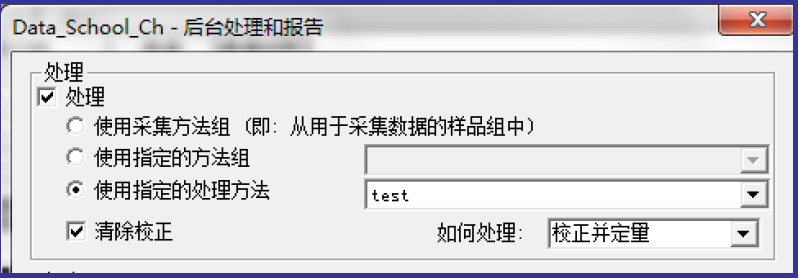 Data_School_Ch - 后台处理和报告
处理
处理
使用采集方法组 (即: 从用于采集数据的样品组中)
使用指定的方法组
使用指定的处理方法 test
清除校正 如何处理: 校正并定量